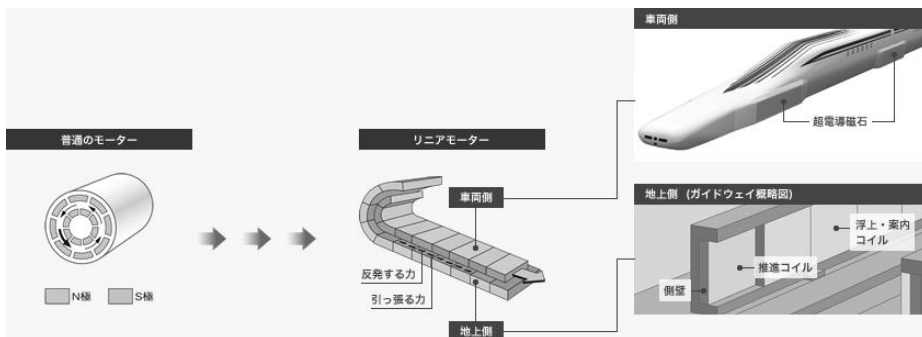 普通のモーター
N極
S極
リニアモーター
車両側
反発する力
引っ張る力
地上側
車両側
超電導磁石
地上側 (ガイドウェイ概略図)
浮上・案内
コイル
推進コイル
側壁